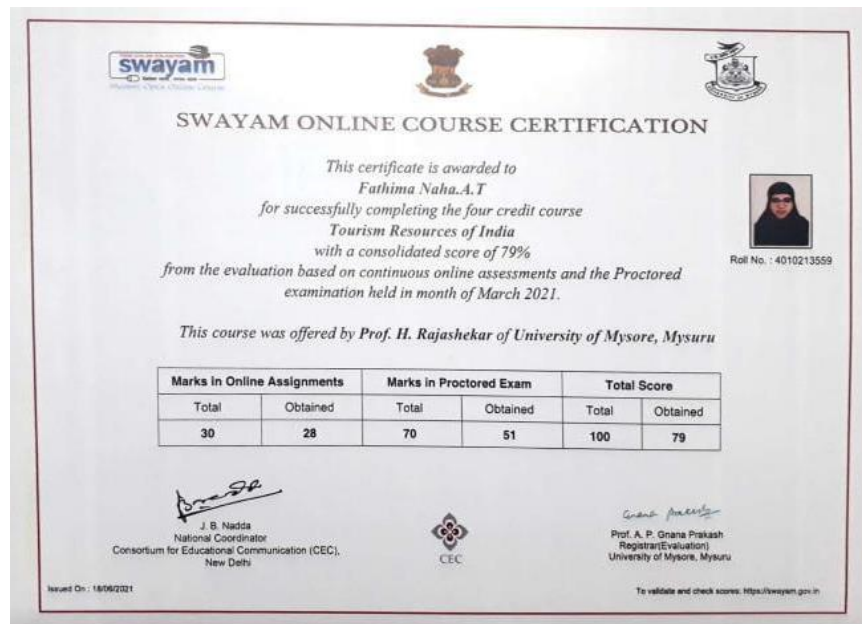 swayam
SWAYAM ONLINE COURSE CERTIFICATION
This certificate is awarded to
Fathima Naha.A.T
for successfully completing the four credit course
Tourism Resources of India
with a consolidated score of 79%
from the evaluation based on continuous online assessments and the Proctored
examination held in month of March 2021.
Roll No. : 4010213559
This course was offered by Prof. H. Rajashekar of University of Mysore, Mysuru
Marks in Online Assignments Marks in Proctored Exam Total Score
Total Obtained Total Obtained Total Obtained
30 28 70 51 100 79
J. B. Nadda
National Coordinator
Consortium for Educational Communication (CEC),
New Delhi
CEC
Prof. A. P. Gnana Prakash
Registrar(Evaluation)
University of Mysore, Mysuru
Issued On : 18/06/2021
To validate and check scores: https://swayam.gov.in